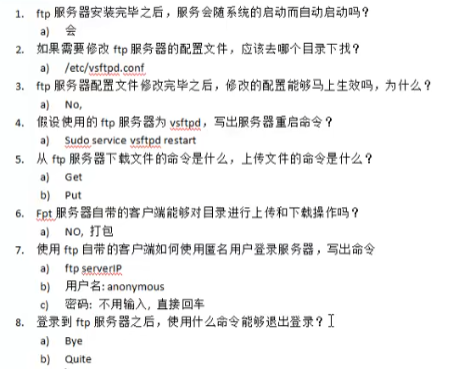 1. ftp 服务器安装完毕之后，服务会随系统的启动而自动启动吗？
a) 会
2. 如果需要修改 ftp 服务器的配置文件，应该去哪个目录下找？
a) /etc/vsftpd.conf
3. ftp 服务器配置文件修改完毕之后，修改的配置能够马上生效吗，为什么？
a) No,
4. 假设使用的 ftp 服务器为 vsftpd，写出服务器重启命令？
a) Sudo service vsftpd restart
5. 从 ftp 服务器下载文件的命令是什么，上传文件的命令是什么？
a) Get
b) Put
6. Fpt 服务器自带的客户端能够对目录进行上传和下载操作吗？
a) NO, 打包
7. 使用 ftp 自带的客户端如何使用匿名用户登录服务器，写出命令
a) ftp serverIP
b) 用户名: anonymous
c) 密码: 不用输入, 直接回车
8. 登录到 ftp 服务器之后，使用什么命令能够退出登录？
a) Bye
b) Quite